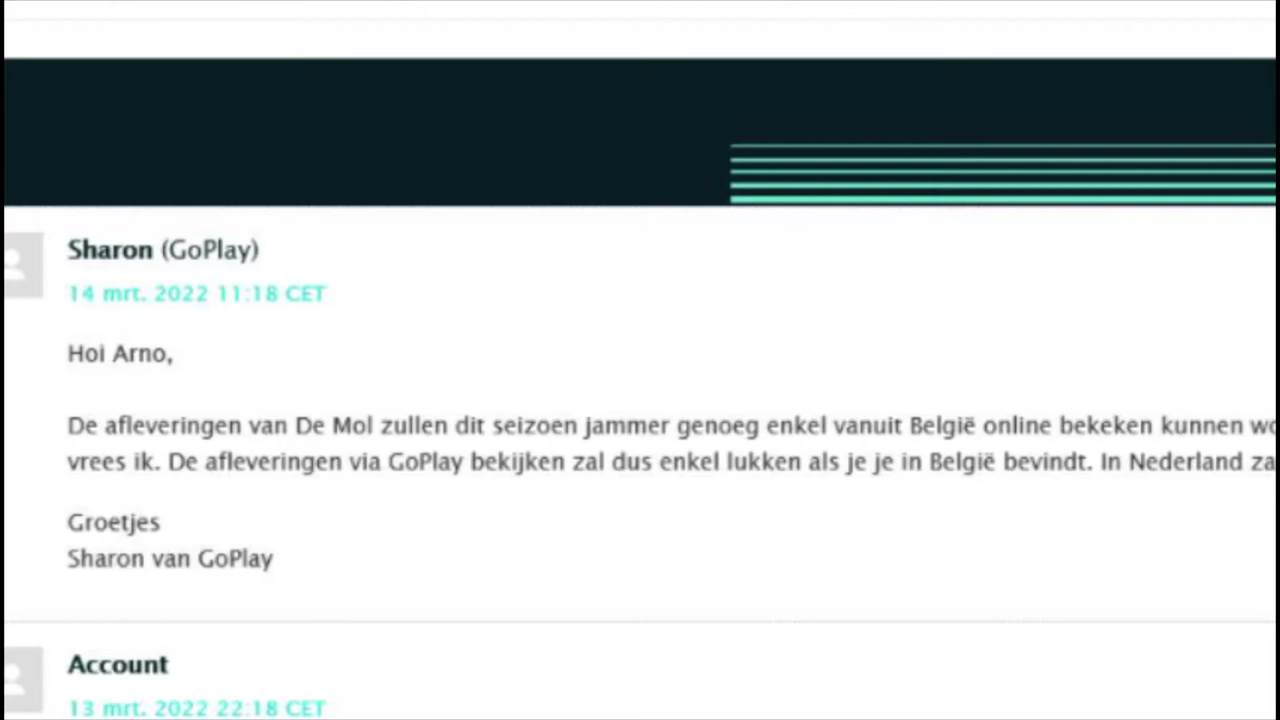 Sharon (GoPlay)
14 mrt. 2022 11:18 CET
Hoi Arno,
De afleveringen van De Mol zullen dit seizoen jammer genoeg enkel vanuit België online bekeken kunnen
vrees ik. De afleveringen via GoPlay bekijken zal dus enkel lukken als je je in België bevindt. In Nederland
Groetjes
Sharon van GoPlay
Account
13 mrt. 2022 22:18 CET